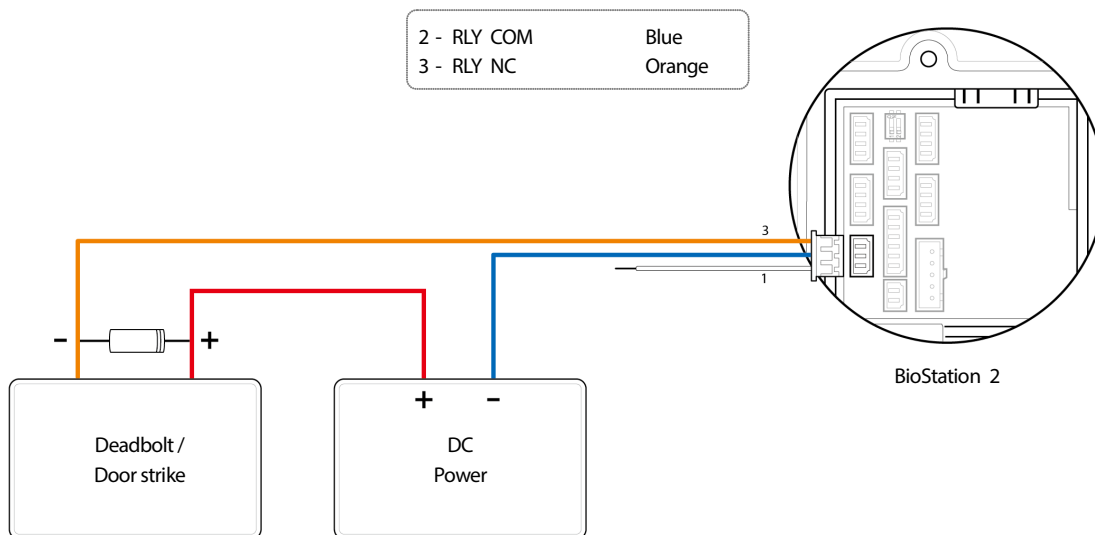 2 - RLY COM Blue
3 - RLY NC Orange
3
1
- +
+ -
BioStation 2
Deadbolt /
Door strike
DC
Power